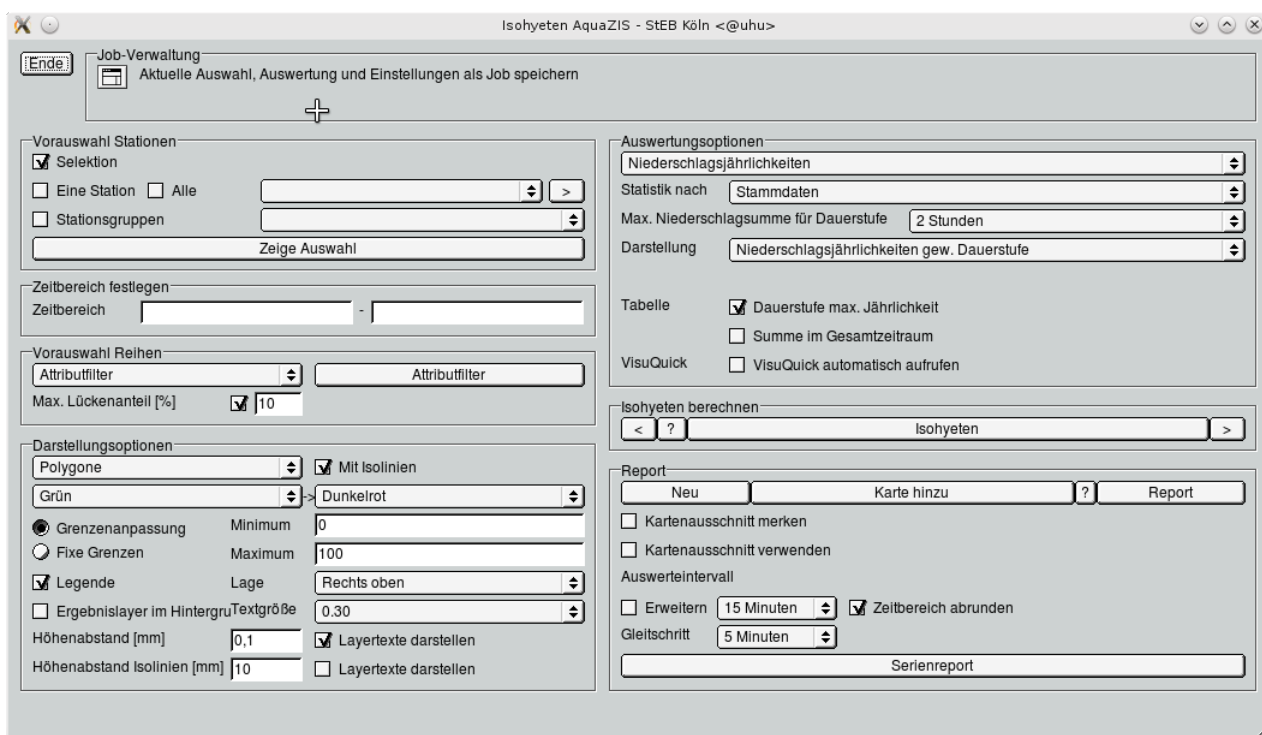 Isohyeten AquaZIS - StEB Köln <@uhu>
Ende
Job-Verwaltung
Aktuelle Auswahl, Auswertung und Einstellungen als Job speichern
Vorauswahl Stationen
Selektion
Eine Station Alle >
Stationsgruppen
Zeige Auswahl
Zeitbereich festlegen
Zeitbereich -
Vorauswahl Reihen
Attributfilter Attributfilter
Max. Lückenanteil [%] 10
Darstellungsoptionen
Polygone Mit Isolinien
Grün -> Dunkelrot
Grenzenanpassung Minimum 0
Fixe Grenzen Maximum 100
Legende Lage Rechts oben
Ergebnislayer im Hintergru Textgröße 0.30
Höhenabstand [mm] 0,1 Layertexte darstellen
Höhenabstand Isolinien [mm] 10 Layertexte darstellen
Auswertungsoptionen
Niederschlagsjährlichkeiten
Statistik nach Stammdaten
Max. Niederschlagsumme für Dauerstufe 2 Stunden
Darstellung Niederschlagsjährlichkeiten gew. Dauerstufe
Tabelle Dauerstufe max. Jährlichkeit
Summe im Gesamtzeitraum
VisuQuick VisuQuick automatisch aufrufen
Isohyeten berechnen
< ? Isohyeten >
Report
Neu Karte hinzu ? Report
Kartenausschnitt merken
Kartenausschnitt verwenden
Auswerteintervall
Erweitern 15 Minuten Zeitbereich abrunden
Gleitschritt 5 Minuten
Serienreport